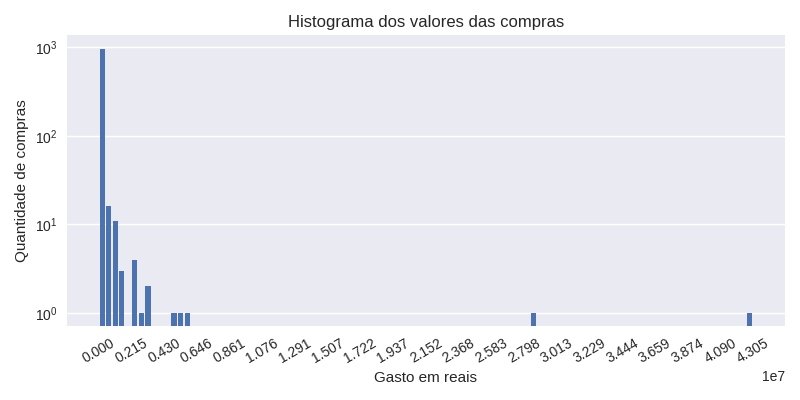 Histograma dos valores das compras
Quantidade de compras
10³
10²
10¹
10⁰
0.000 0.215 0.430 0.646 0.861 1.076 1.291 1.507 1.722 1.937 2.152 2.368 2.583 2.798 3.013 3.229 3.444 3.659 3.874 4.090 4.305
1e7
Gasto em reais